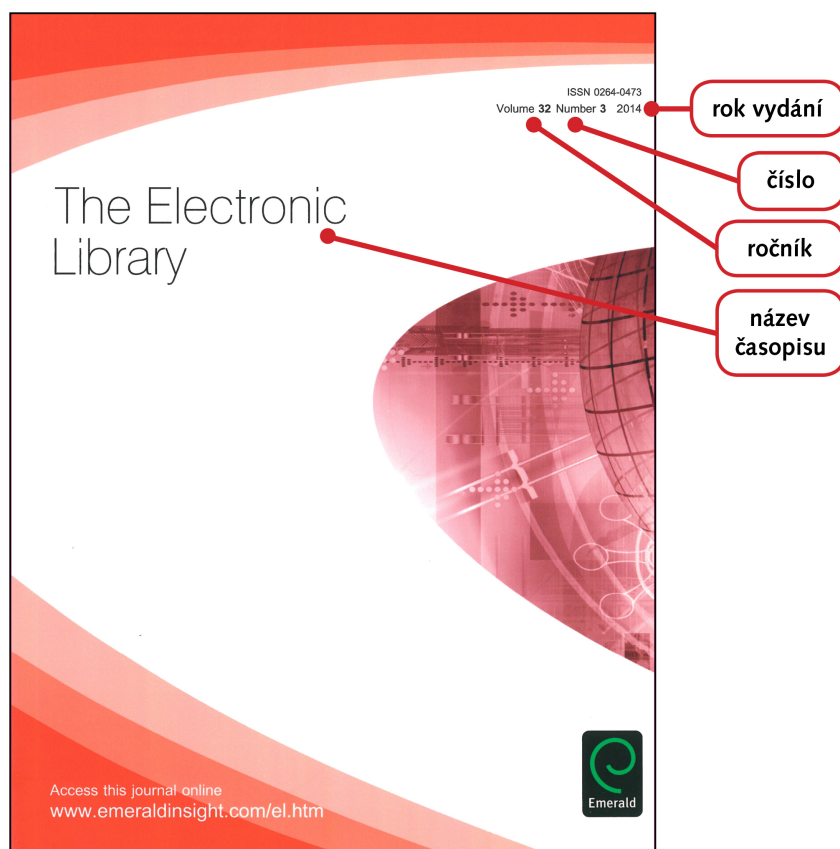 ISSN 0264-0473
Volume 32 Number 3 2014
rok vydání
číslo
ročník
název
časopisu
The Electronic
Library
Access this journal online
www.emeraldinsight.com/el.htm
Emerald